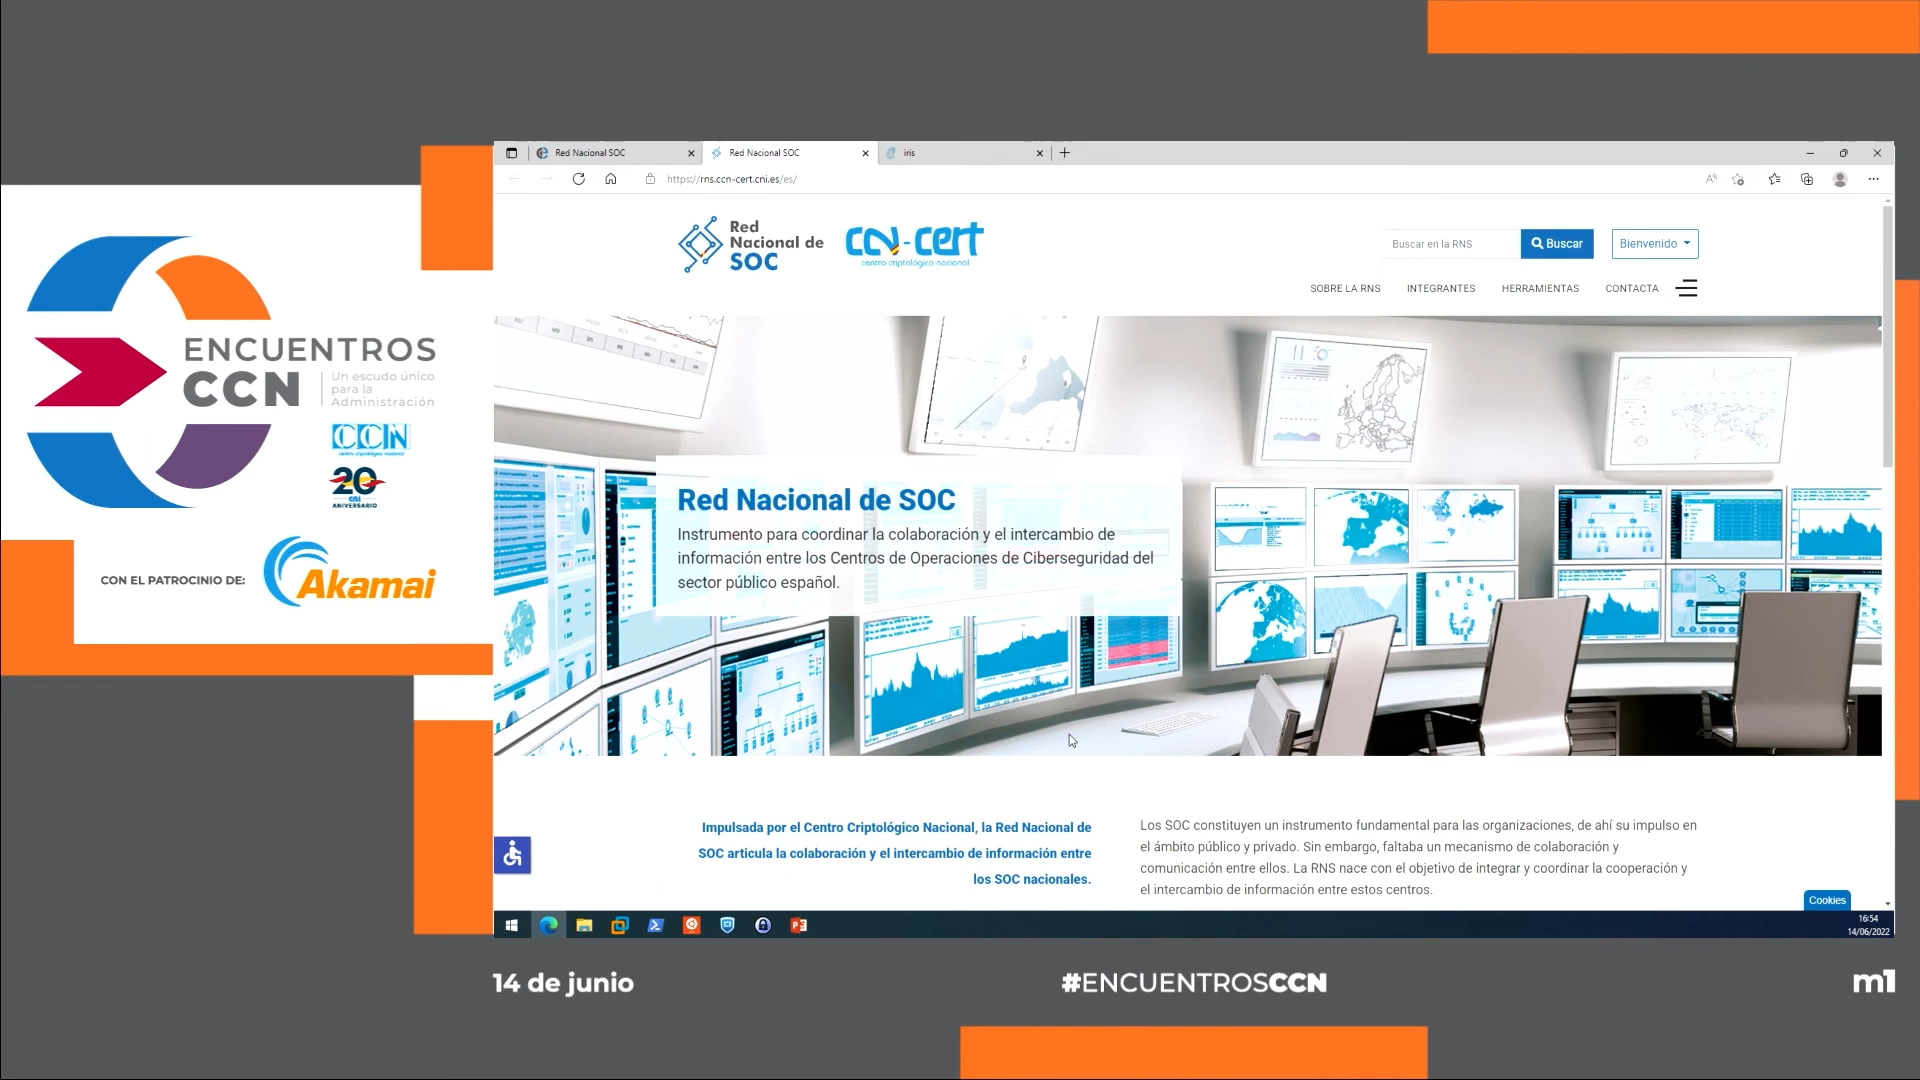 Red Nacional SOC
Red Nacional SOC
iris
https://rns.ccn-cert.cni.es/es/
Red
Nacional de
SOC
ccn-cert
centro criptológico nacional
Buscar en la RNS
Buscar
Bienvenido
SOBRE LA RNS
INTEGRANTES
HERRAMIENTAS
CONTACTA
ENCUENTROS
CCN
Un escudo único
para la
Administración
CCN
centro criptológico nacional
20
CNI
ANIVERSARIO
CON EL PATROCINIO DE:
Akamai
Red Nacional de SOC
Instrumento para coordinar la colaboración y el intercambio de
información entre los Centros de Operaciones de Ciberseguridad del
sector público español.
Impulsada por el Centro Criptológico Nacional, la Red Nacional de
SOC articula la colaboración y el intercambio de información entre
los SOC nacionales.
Los SOC constituyen un instrumento fundamental para las organizaciones, de ahí su impulso en
el ámbito público y privado. Sin embargo, faltaba un mecanismo de colaboración y
comunicación entre ellos. La RNS nace con el objetivo de integrar y coordinar la cooperación y
el intercambio de información entre estos centros.
Cookies
16:54
14/06/2022
14 de junio
#ENCUENTROSCCN
m1